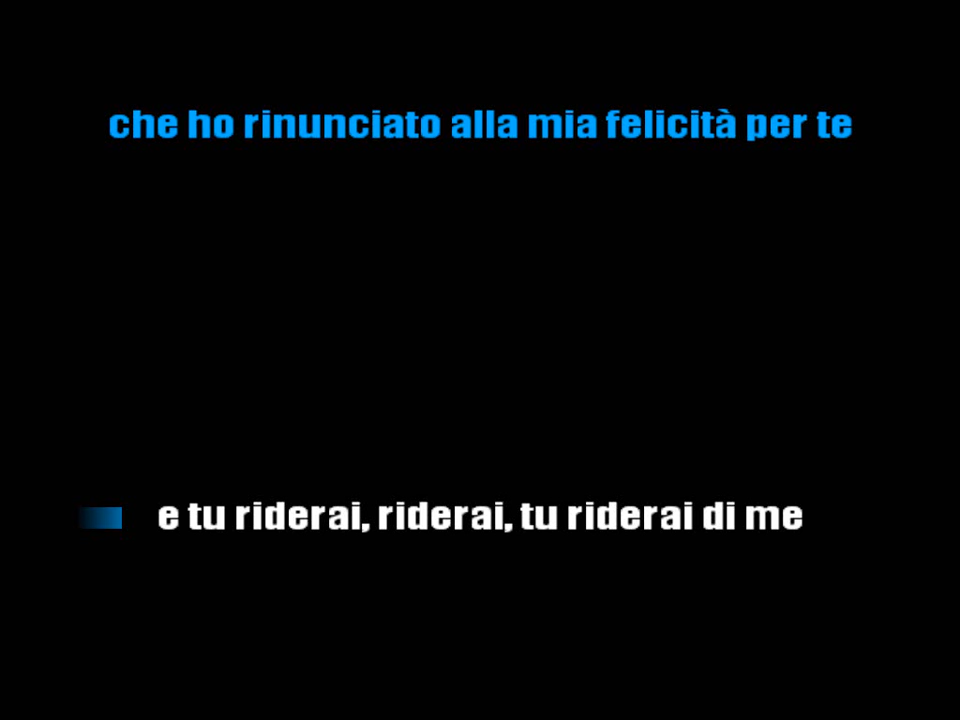 che ho rinunciato alla mia felicità per te
e tu riderai, riderai, tu riderai di me